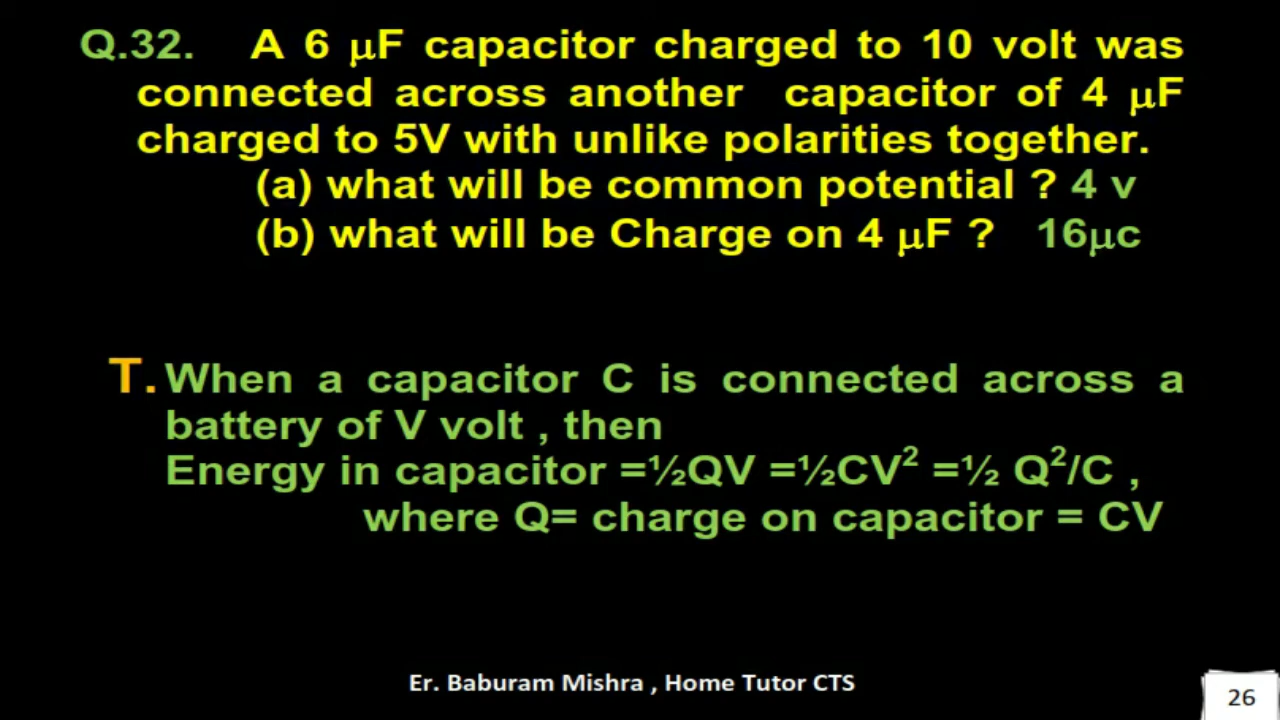 Q.32. A 6 μF capacitor charged to 10 volt was
connected across another capacitor of 4 μF
charged to 5V with unlike polarities together.
(a) what will be common potential ? 4 v
(b) what will be Charge on 4 μF ? 16μc
T. When a capacitor C is connected across a
battery of V volt , then
Energy in capacitor =½QV =½CV² =½ Q²/C ,
where Q= charge on capacitor = CV
Er. Baburam Mishra , Home Tutor CTS
26